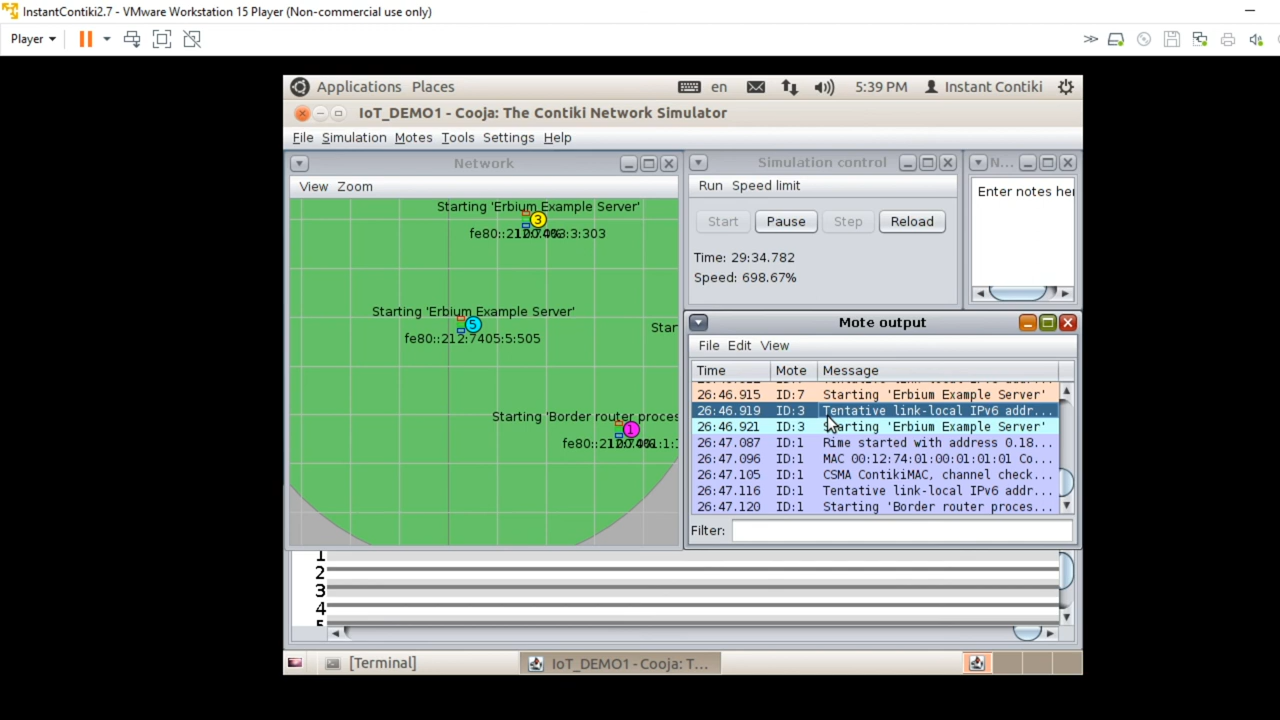 InstantContiki2.7 - VMware Workstation 15 Player (Non-commercial use only)
Player
Applications Places
en
5:39 PM
Instant Contiki
IoT_DEMO1 - Cooja: The Contiki Network Simulator
File Simulation Motes Tools Settings Help
Network
View Zoom
Starting 'Erbium Example Server'
3
Starting 'Erbium Example Server'
5
fe80::212:7405:5:505
Star
Starting 'Border router proces
1
Simulation control
Run Speed limit
Start Pause Step Reload
Time: 29:34.782
Speed: 698.67%
N...
Enter notes her
Mote output
File Edit View
Time Mote Message
26:46.915 ID:7 Starting 'Erbium Example Server'
26:46.919 ID:3 Tentative link-local IPv6 addr...
26:46.921 ID:3 Starting 'Erbium Example Server'
26:47.087 ID:1 Rime started with address 0.18...
26:47.096 ID:1 MAC 00:12:74:01:00:01:01:01 Co...
26:47.105 ID:1 CSMA ContikiMAC, channel check...
26:47.116 ID:1 Tentative link-local IPv6 addr...
26:47.120 ID:1 Starting 'Border router proces...
Filter:
1
2
3
4
5
[Terminal]
IoT_DEMO1 - Cooja: T...